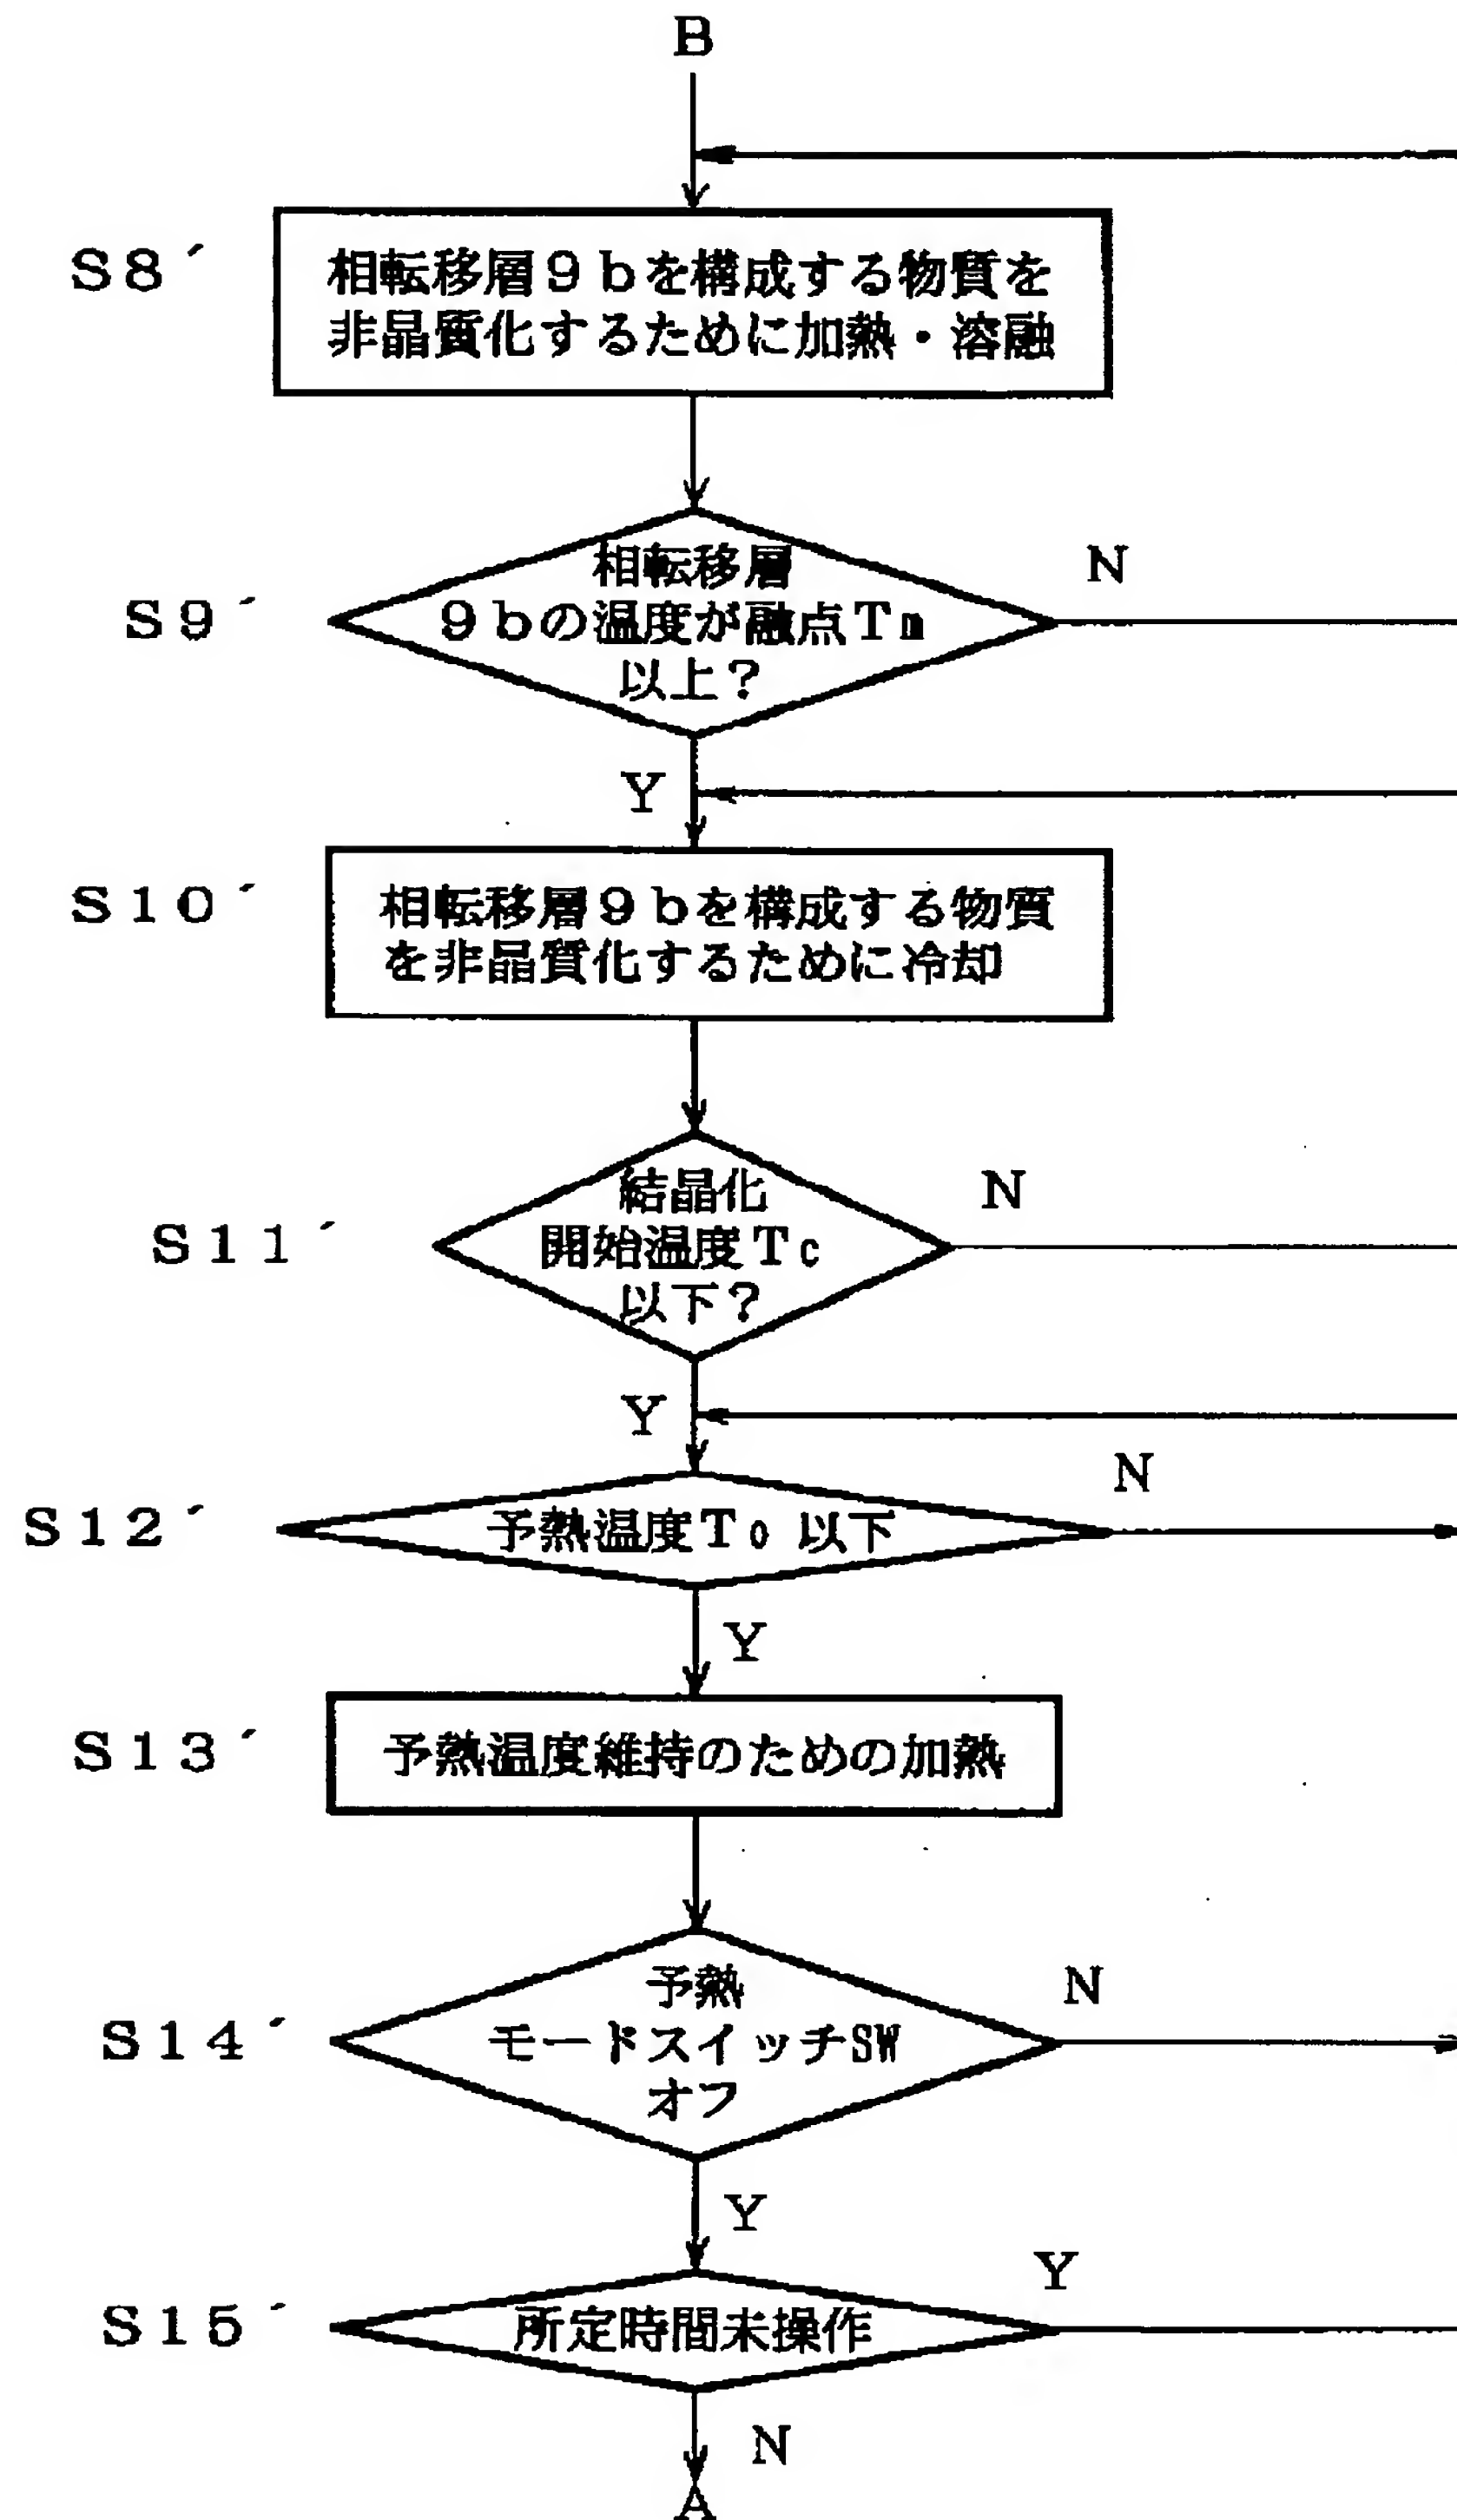 B
S8´
相転移層9bを構成する物質を
非晶質化するために加熱・溶融
相転移層
N
S9´
9bの温度が融点Tm
以上?
Y
S10´
相転移層9bを構成する物質
を非晶質化するために冷却
結晶化
N
S11´
開始温度Tc
以下?
Y
N
S12´
予熱温度T0 以下
Y
S13´
予熱温度維持のための加熱
予熱
N
S14´
モードスイッチSW
オフ
Y
Y
S15´
所定時間未操作
N
A